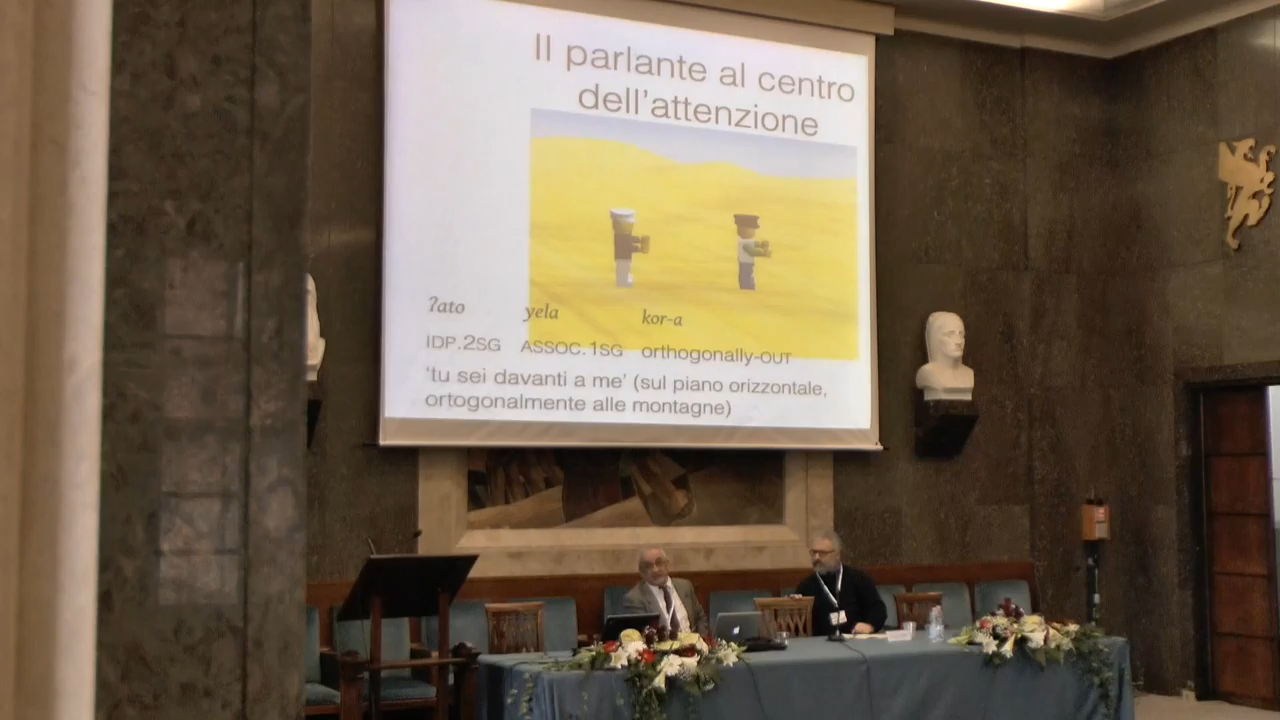 Il parlante al centro
dell'attenzione
ʔato yela kor-a
IDP.2SG ASSOC.1SG orthogonally-OUT
'tu sei davanti a me' (sul piano orizzontale,
ortogonalmente alle montagne)